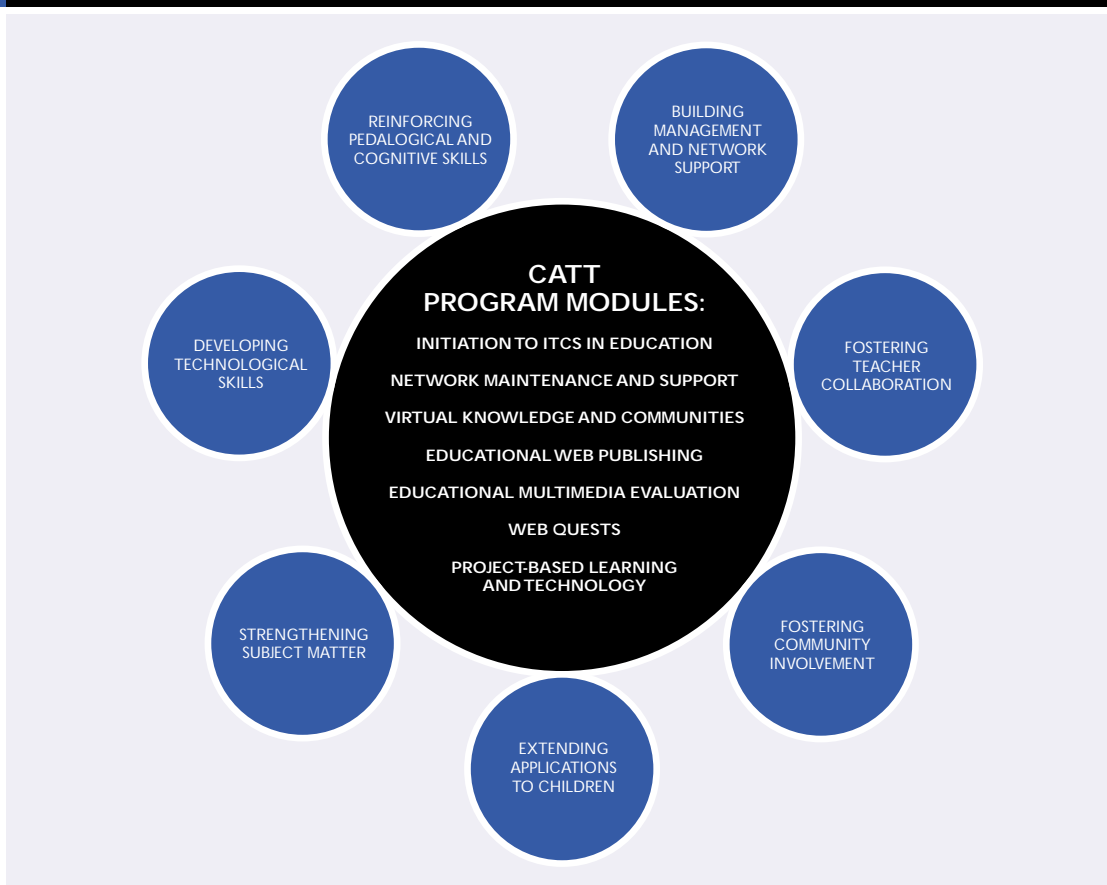 REINFORCING
PEDALOGICAL AND
COGNITIVE SKILLS
BUILDING
MANAGEMENT
AND NETWORK
SUPPORT
DEVELOPING
TECHNOLOGICAL
SKILLS
CATT
PROGRAM MODULES:
INITIATION TO ITCS IN EDUCATION
NETWORK MAINTENANCE AND SUPPORT
VIRTUAL KNOWLEDGE AND COMMUNITIES
EDUCATIONAL WEB PUBLISHING
EDUCATIONAL MULTIMEDIA EVALUATION
WEB QUESTS
PROJECT-BASED LEARNING
AND TECHNOLOGY
FOSTERING
TEACHER
COLLABORATION
STRENGTHENING
SUBJECT MATTER
FOSTERING
COMMUNITY
INVOLVEMENT
EXTENDING
APPLICATIONS
TO CHILDREN